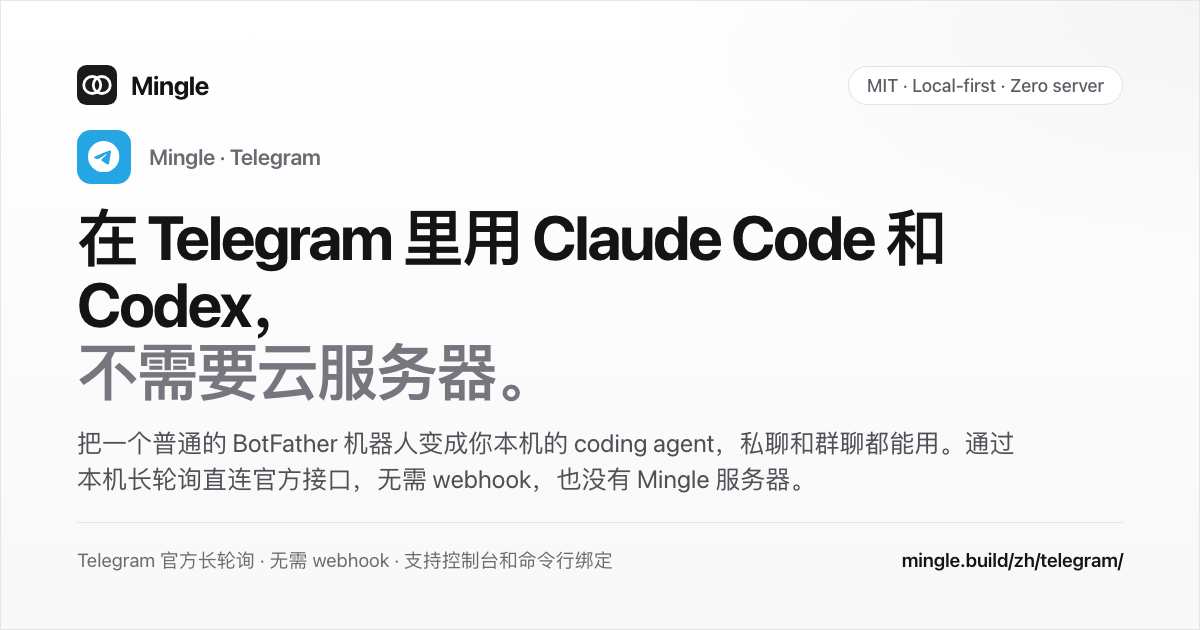 Mingle
MIT · Local-first · Zero server
Mingle · Telegram
在 Telegram 里用 Claude Code 和
Codex，
不需要云服务器。
把一个普通的 BotFather 机器人变成你本机的 coding agent，私聊和群聊都能用。通过
本机长轮询直连官方接口，无需 webhook，也没有 Mingle 服务器。
Telegram 官方长轮询 · 无需 webhook · 支持控制台和命令行绑定
mingle.build/zh/telegram/